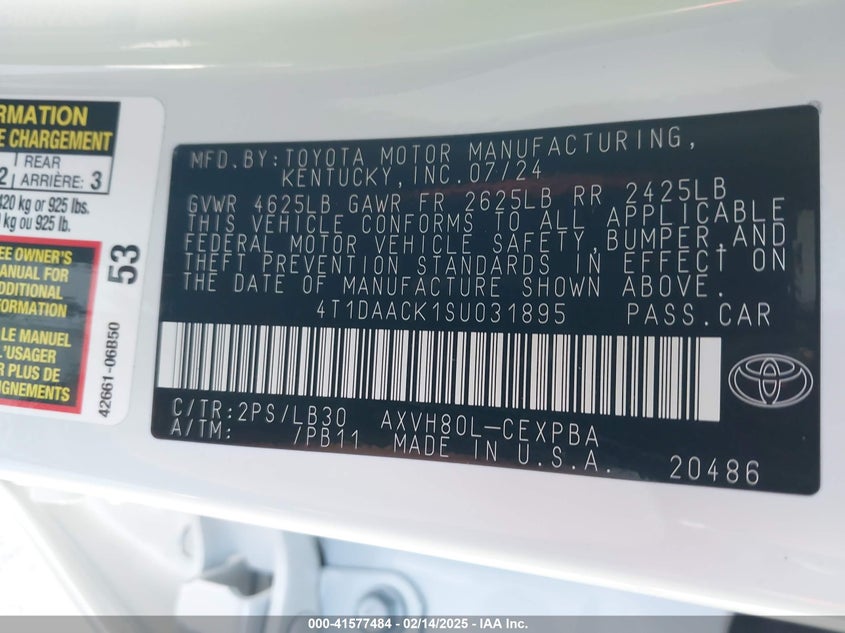 ORMATION
E CHARGEMENT
REAR
2 ARRIÈRE: 3
420 kg or 925 lbs.
kg ou 925 lb.
EE OWNER'S
MANUAL FOR
ADDITIONAL
FORMATION
LE MANUEL
L'USAGER
R PLUS DE
IGNEMENTS
53
42661-06B50
MFD.BY:TOYOTA MOTOR MANUFACTURING,
KENTUCKY,INC.07/24
GVWR 4625LB GAWR FR 2625LB RR 2425LB
THIS VEHICLE CONFORMS TO ALL APPLICABLE
FEDERAL MOTOR VEHICLE SAFETY,BUMPER,AND
THEFT PREVENTION STANDARDS IN EFFECT ON
THE DATE OF MANUFACTURE SHOWN ABOVE.
4T1DAACK1SU031895 PASS.CAR
C/TR:2PS/LB30 AXVH80L-CEXPBA
A/TM: /PB11 MADE IN U.S.A.
20486
000-41577484 - 02/14/2025 - IAA Inc.